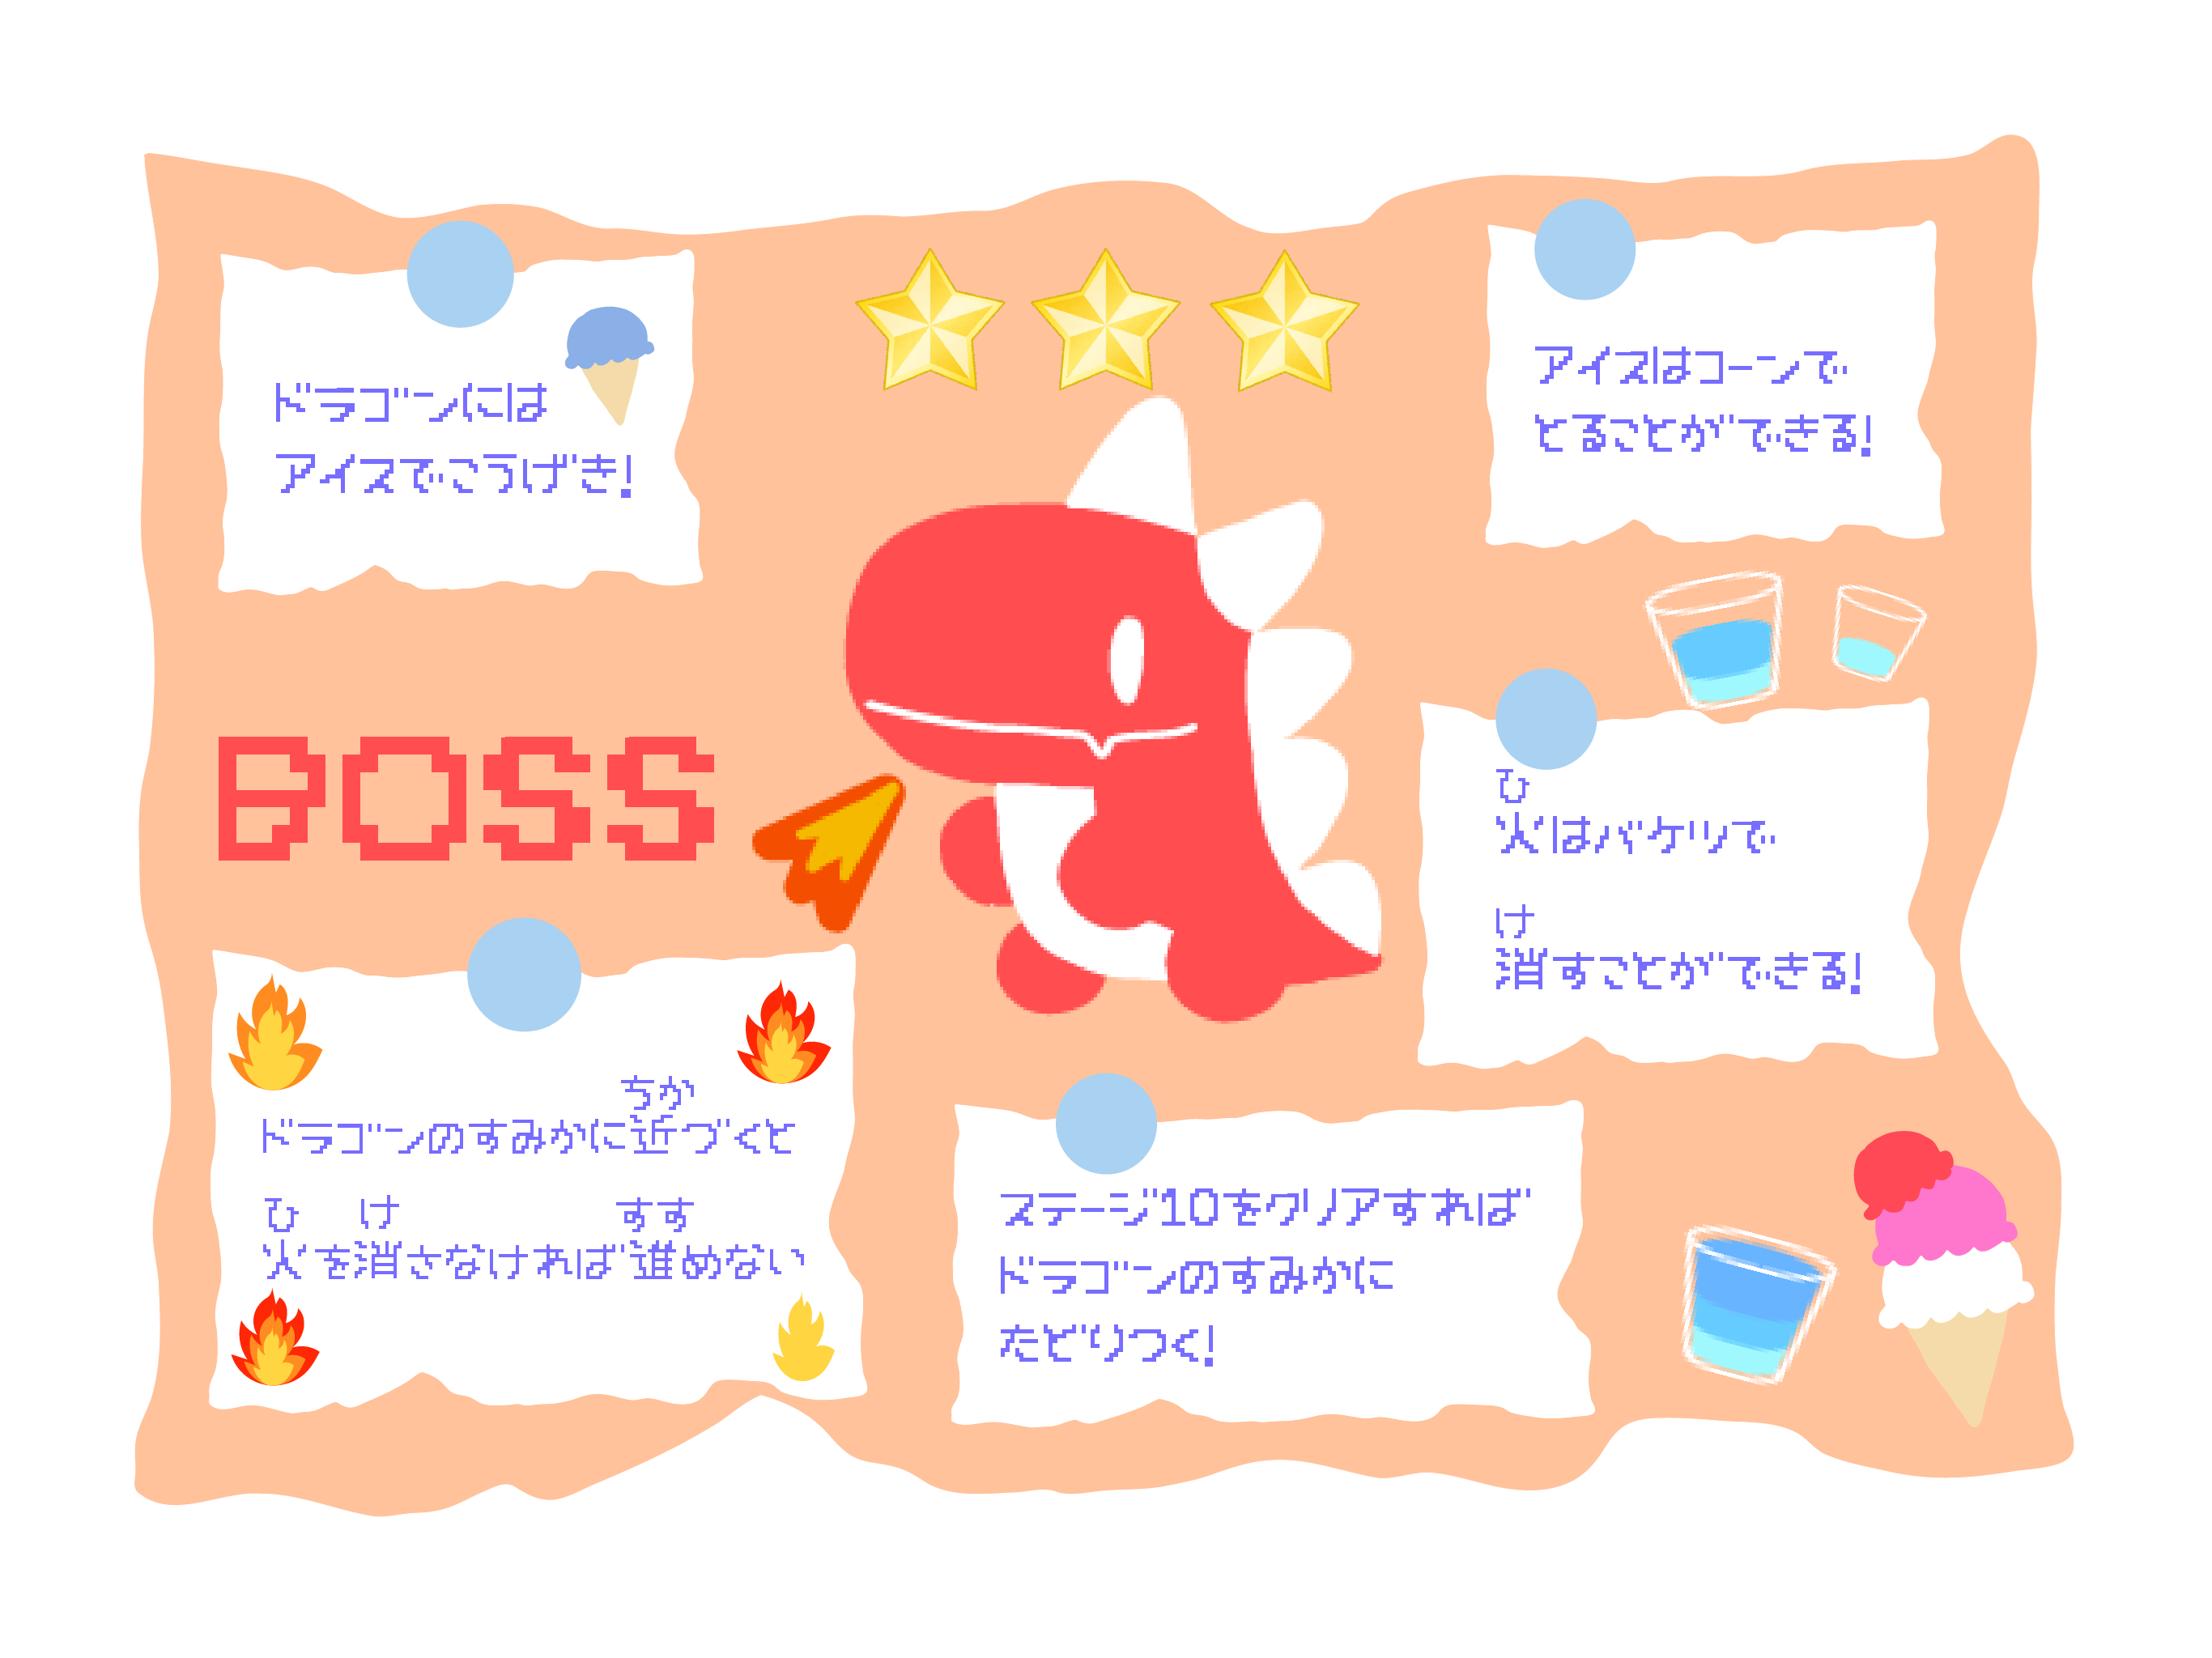 ドラゴンには
アイスでこうげき!
アイスはコーンで
とることができる!
BOSS
ひ
火はバケツで
け
消すことができる!
ちか
ドラゴンのすみかに近づくと
ひ け すす
火を消さなければ進めない
ステージ10をクリアすれば
ドラゴンのすみかに
たどりつく!